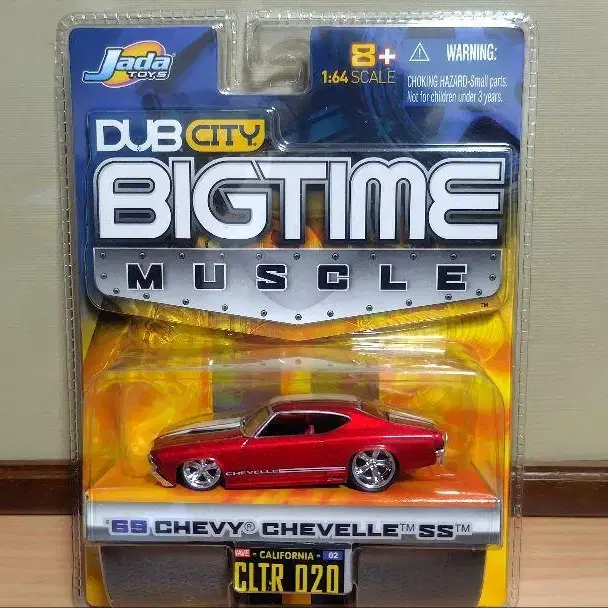 Jada
TOYS
8+
1:64 SCALE
WARNING:
CHOKING HAZARD-Small parts.
Not for children under 3 years.
DUB CITY
BIGTIME
MUSCLE
TM
CHEVELLE
'69 CHEVY® CHEVELLE™ SS™
CALIFORNIA - 02
CLTR 020